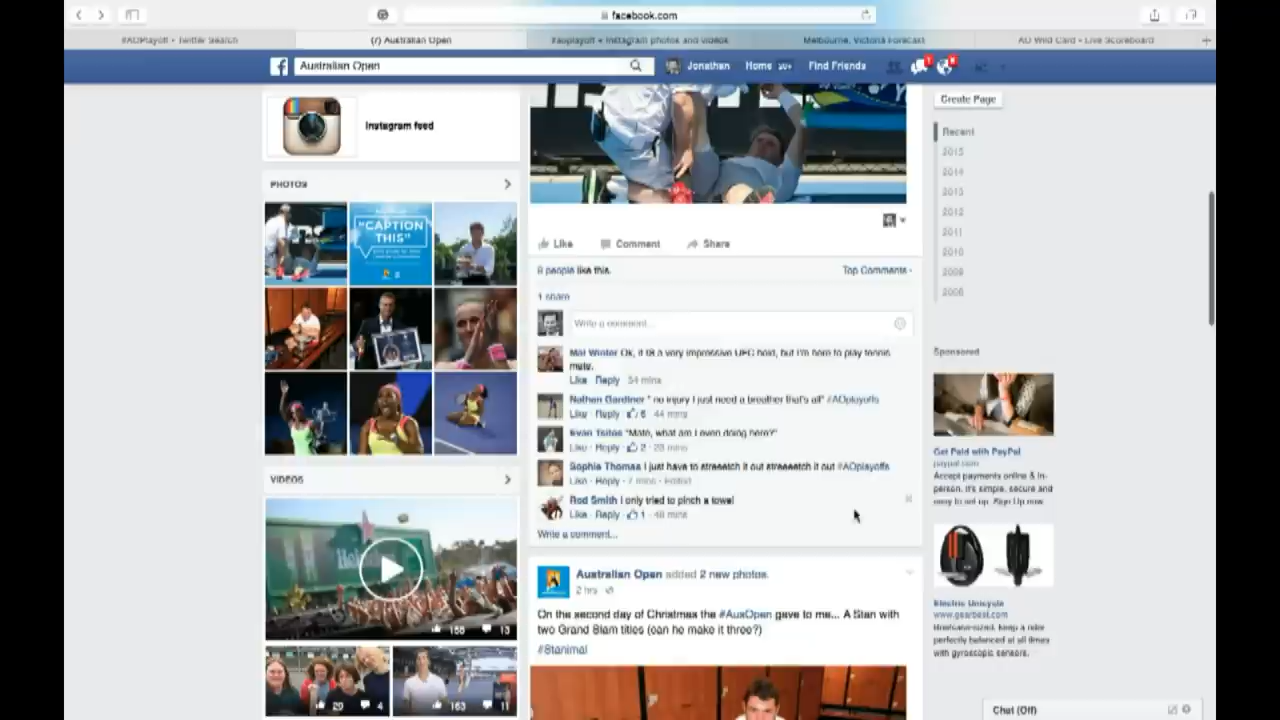 facebook.com
#AOPlayoff - Twitter Search
(7) Australian Open
#aoplayoff • Instagram photos and videos
Melbourne, Victoria Forecast
AO Wild Card - Live Scoreboard
Australian Open
Jonathan
Home 20+
Find Friends
Instagram feed
Create Page
Recent
2015
2014
2013
2012
2011
2010
2009
2008
PHOTOS
"CAPTION
THIS"
Like Comment Share
8 people like this.
Top Comments
1 share
Write a comment...
Mat Winter Ok, it is a very impressive UFC hold, but I'm here to play tennis
mate.
Like · Reply · 54 mins
Nathan Gardiner " no injury I just need a breather that's all" #AOplayoffs
Like · Reply · 6 · 44 mins
Evan Tsitas "Mate, what am I even doing here?"
Like · Reply · 2 · 23 mins
Sophie Thomas I just have to streeetch it out streeeetch it out #AOplayoffs
Like · Reply · 7 mins · Edited
Rod Smith I only tried to pinch a towel
Like · Reply · 1 · 48 mins
Write a comment...
VIDEOS
155 13
29 4
163 11
Australian Open added 2 new photos.
2 hrs
On the second day of Christmas the #AusOpen gave to me... A Stan with
two Grand Slam titles (can he make it three?)
#Stanimal
Sponsored
Get Paid with PayPal
paypal.com
Accept payments online & in-
person. It's simple, secure and
easy to set up. Sign Up now.
Electric Unicycle
www.gearbest.com
keep a rider
perfectly balanced at all times
with gyroscopic sensors.
Chat (Off)